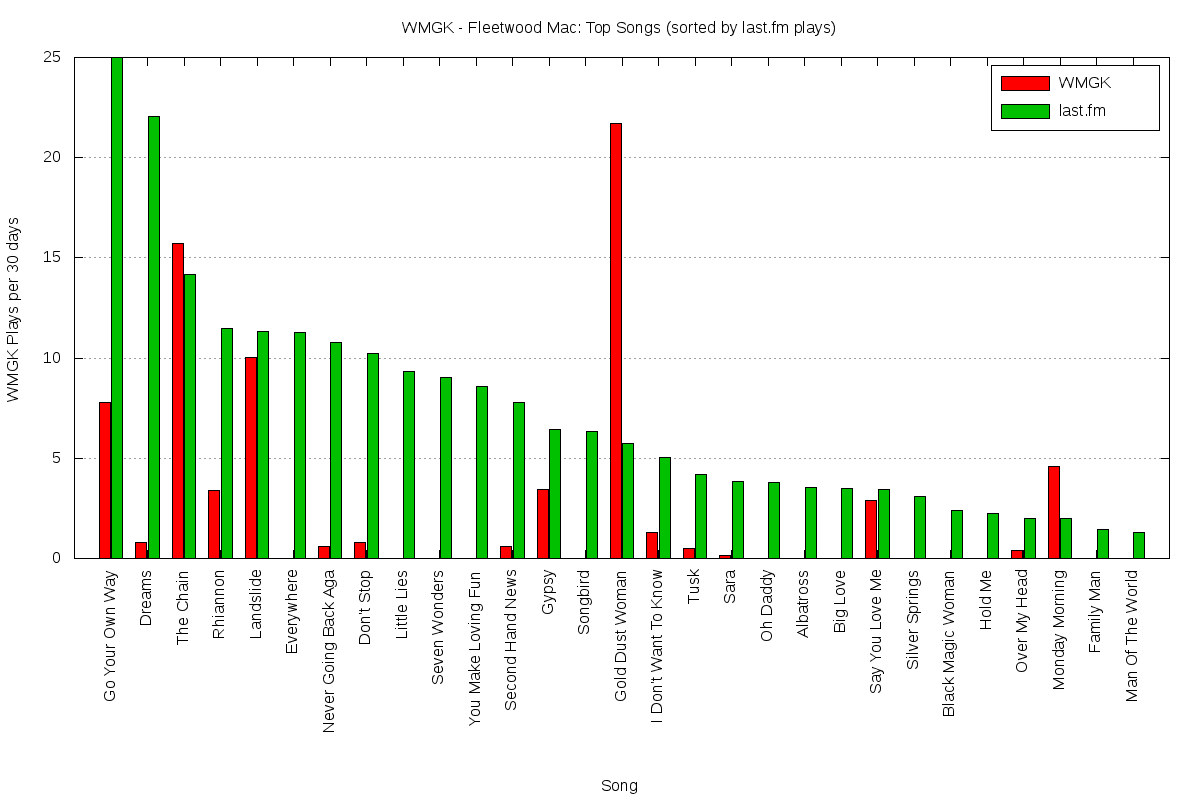 WMGK - Fleetwood Mac: Top Songs (sorted by last.fm plays)
WMGK
last.fm
25
20
15
10
5
0
WMGK Plays per 30 days
Go Your Own Way
Dreams
The Chain
Rhiannon
Landslide
Everywhere
Never Going Back Aga
Don't Stop
Little Lies
Seven Wonders
You Make Loving Fun
Second Hand News
Gypsy
Songbird
Gold Dust Woman
I Don't Want To Know
Tusk
Sara
Oh Daddy
Albatross
Big Love
Say You Love Me
Silver Springs
Black Magic Woman
Hold Me
Over My Head
Monday Morning
Family Man
Man Of The World
Song